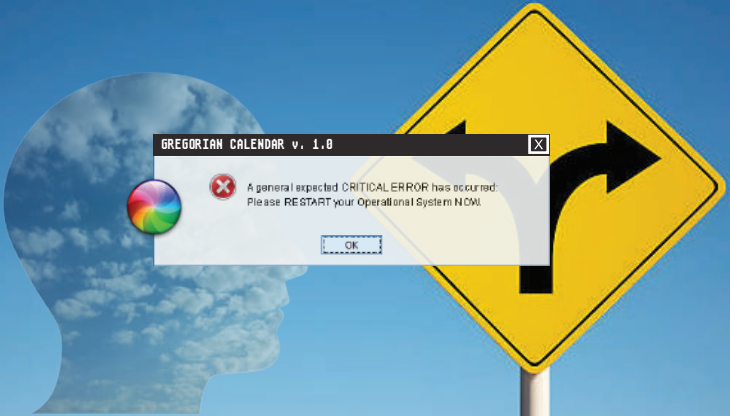 GREGORIAN CALENDAR v. 1.0
X
A general expected CRITICAL ERROR has occurred:
Please RESTART your Operational System NOW.
OK